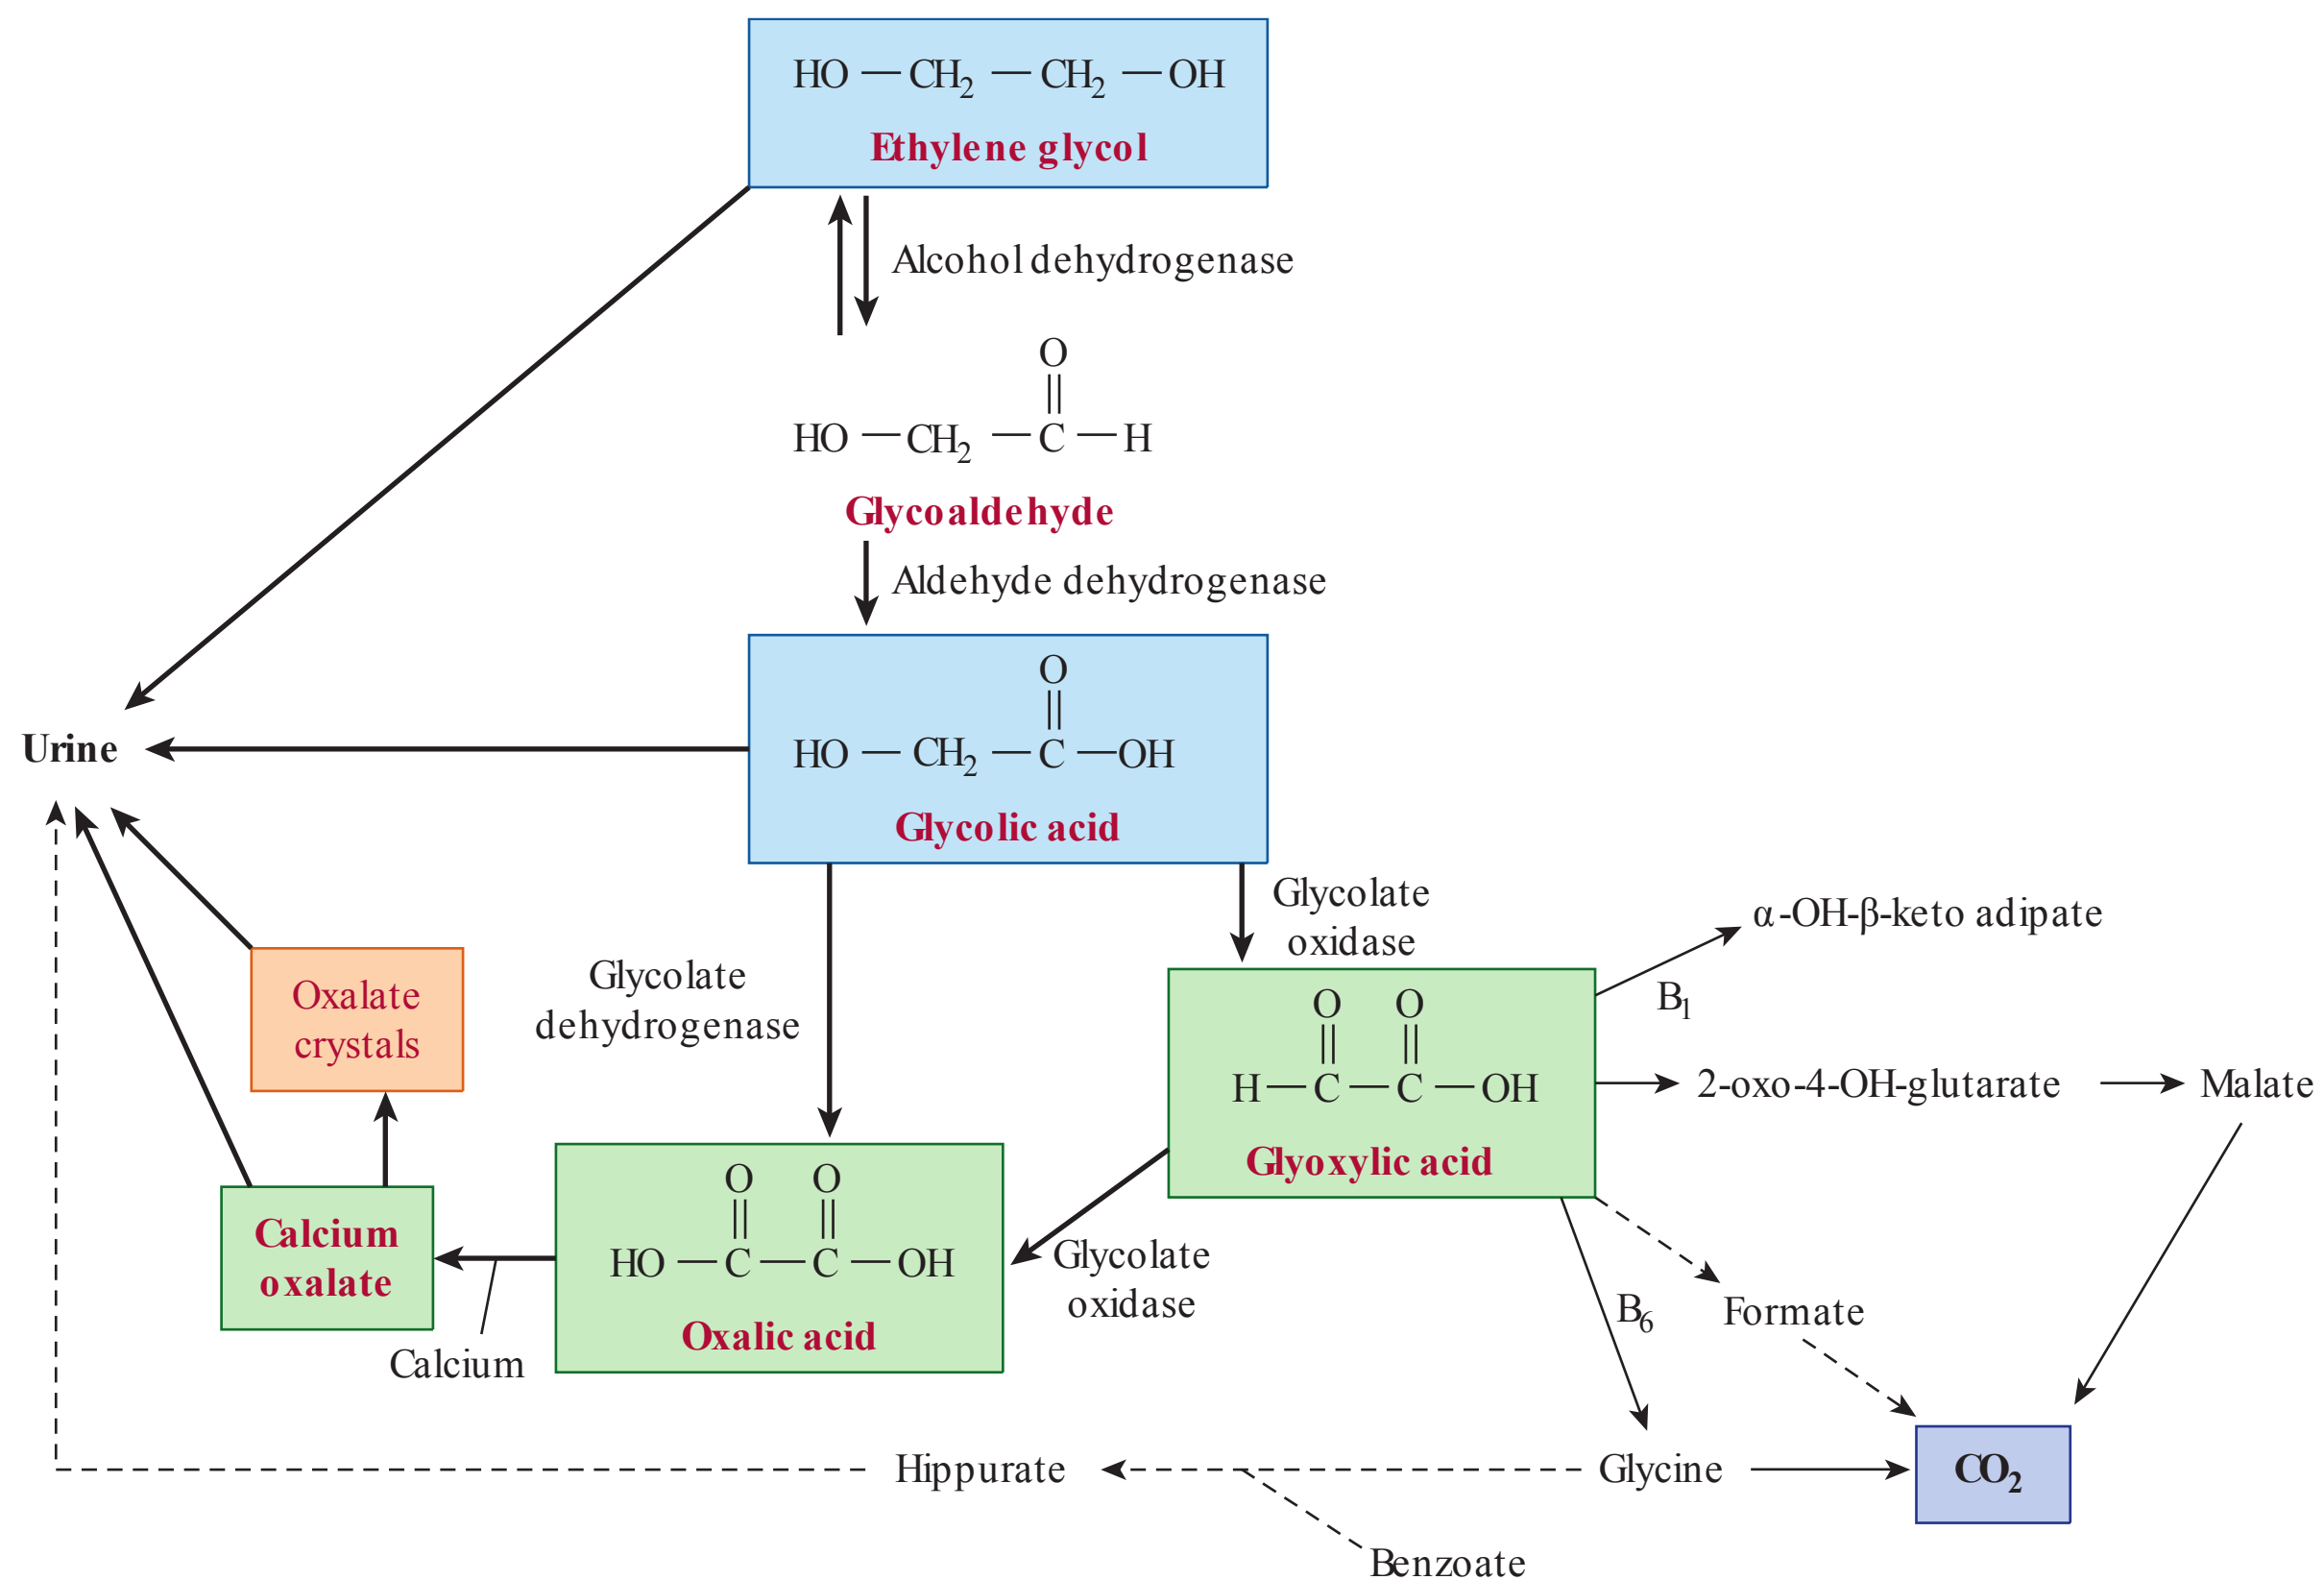 HO — CH2 — CH2 — OH
Ethylene glycol
Alcohol dehydrogenase
O
HO — CH2 — C — H
Glycoaldehyde
Aldehyde dehydrogenase
O
HO — CH2 — C — OH
Glycolic acid
Urine
Glycolate
oxidase
α-OH-β-keto adipate
B1
Glycolate
dehydrogenase
Oxalate
crystals
O O
H — C — C — OH
Glyoxylic acid
2-oxo-4-OH-glutarate
Malate
Calcium
oxalate
O O
HO — C — C — OH
Oxalic acid
Glycolate
oxidase
Calcium
B6
Formate
Hippurate
Glycine
CO2
Benzoate